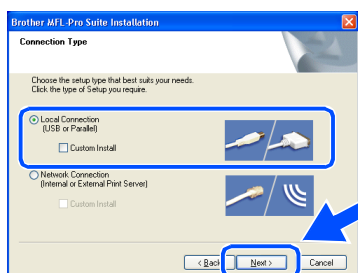 Brother MFL-Pro Suite Installation
Connection Type
Choose the setup type that best suits your needs.
Click the type of Setup you require.
Local Connection
(USB or Parallel)
Custom Install
Network Connection
(Internal or External Print Server)
Custom Install
< Back
Next >
Cancel